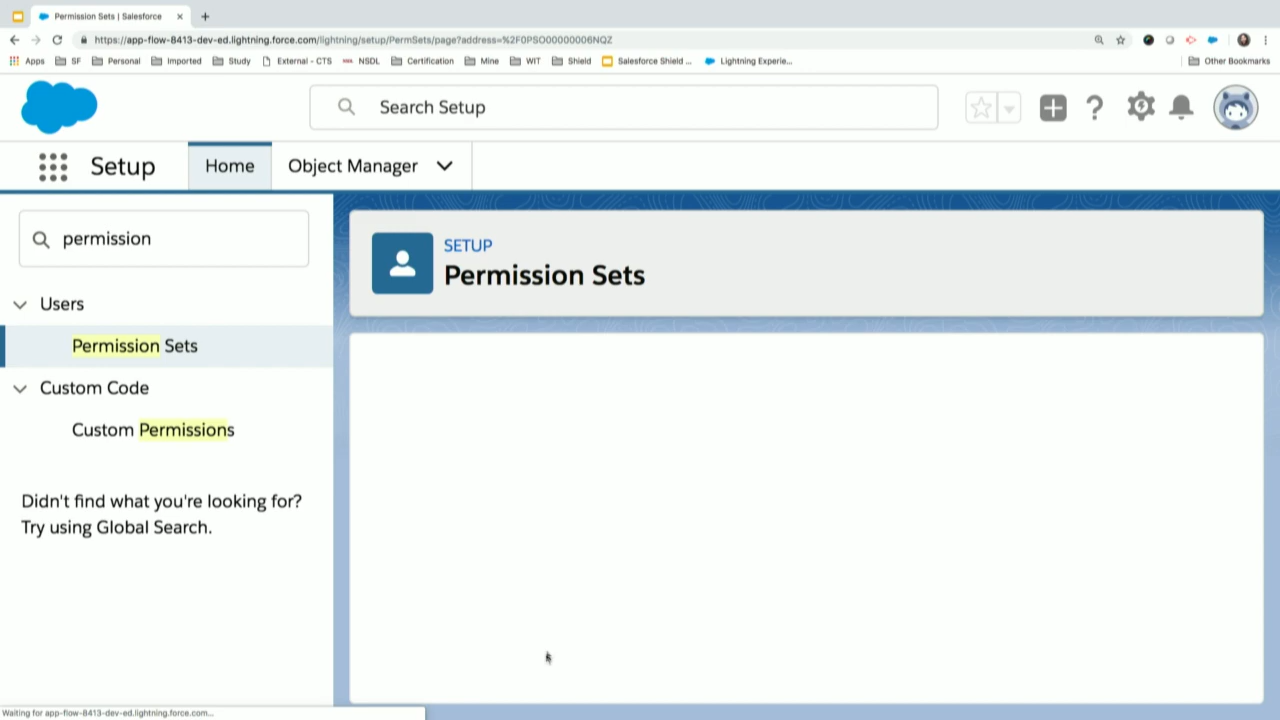 Permission Sets | Salesforce
https://app-flow-8413-dev-ed.lightning.force.com/lightning/setup/PermSets/page?address=%2F0PS000000006NQZ
Apps SF Personal Imported Study External - CTS NSDL Certification Mine WIT Shield Salesforce Shield ... Lightning Experie... Other Bookmarks
Search Setup
Setup Home Object Manager
permission
SETUP
Permission Sets
Users
Permission Sets
Custom Code
Custom Permissions
Didn't find what you're looking for?
Try using Global Search.
Waiting for app-flow-8413-dev-ed.lightning.force.com...